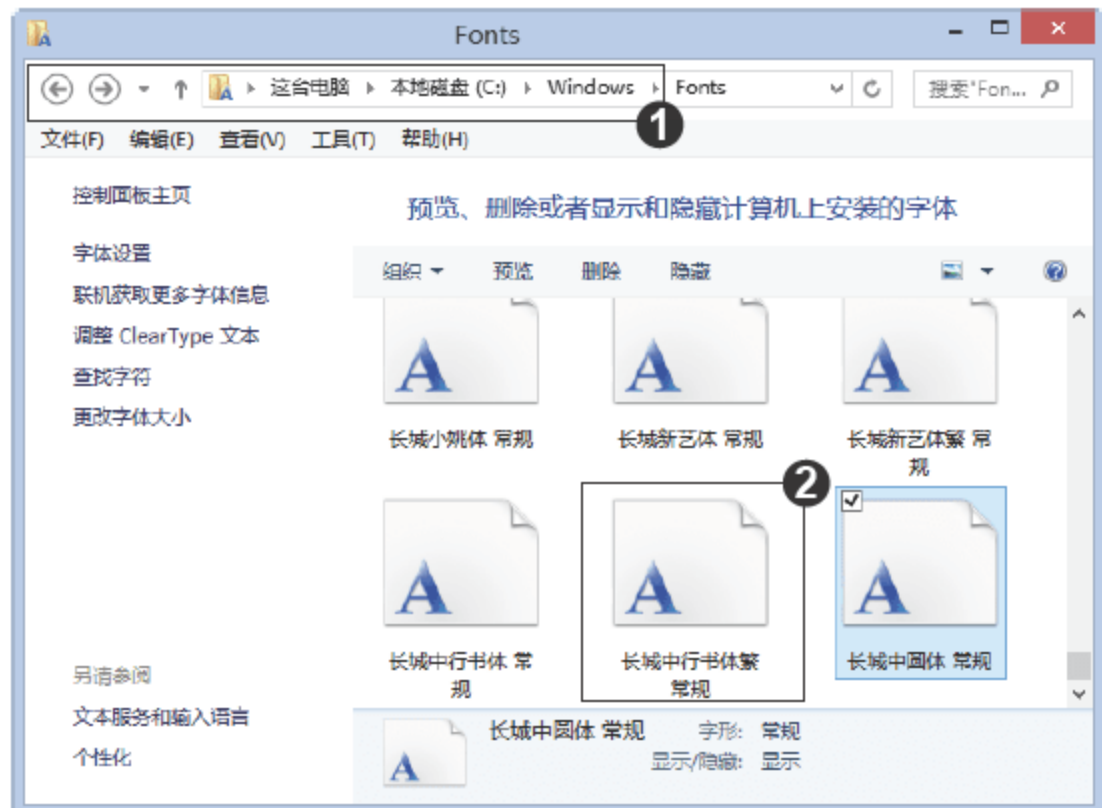 Fonts
这台电脑 本地磁盘 (C:) Windows Fonts 搜索"Fon...
1
文件(F) 编辑(E) 查看(V) 工具(T) 帮助(H)
控制面板主页
预览、删除或者显示和隐藏计算机上安装的字体
字体设置
联机获取更多字体信息
调整 ClearType 文本
查找字符
更改字体大小
组织 预览 删除 隐藏
长城小姚体 常规
长城新艺体 常规
长城新艺体繁 常
规
2
长城中行书体 常
规
长城中行书体繁
常规
长城中圆体 常规
另请参阅
文本服务和输入语言
个性化
长城中圆体 常规 字形: 常规
显示/隐藏: 显示